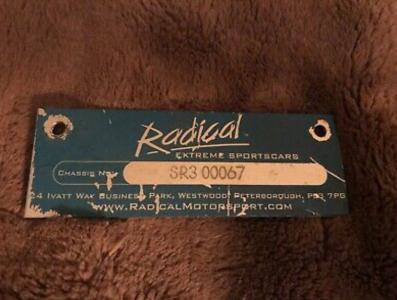 Radical
EXTREME SPORTSCARS
CHASSIS No. SR3 00067
24 IVATT WAY BUSINESS PARK, WESTWOOD, PETERBOROUGH, PE3 7PG
WWW.RADICALMOTORSPORT.COM